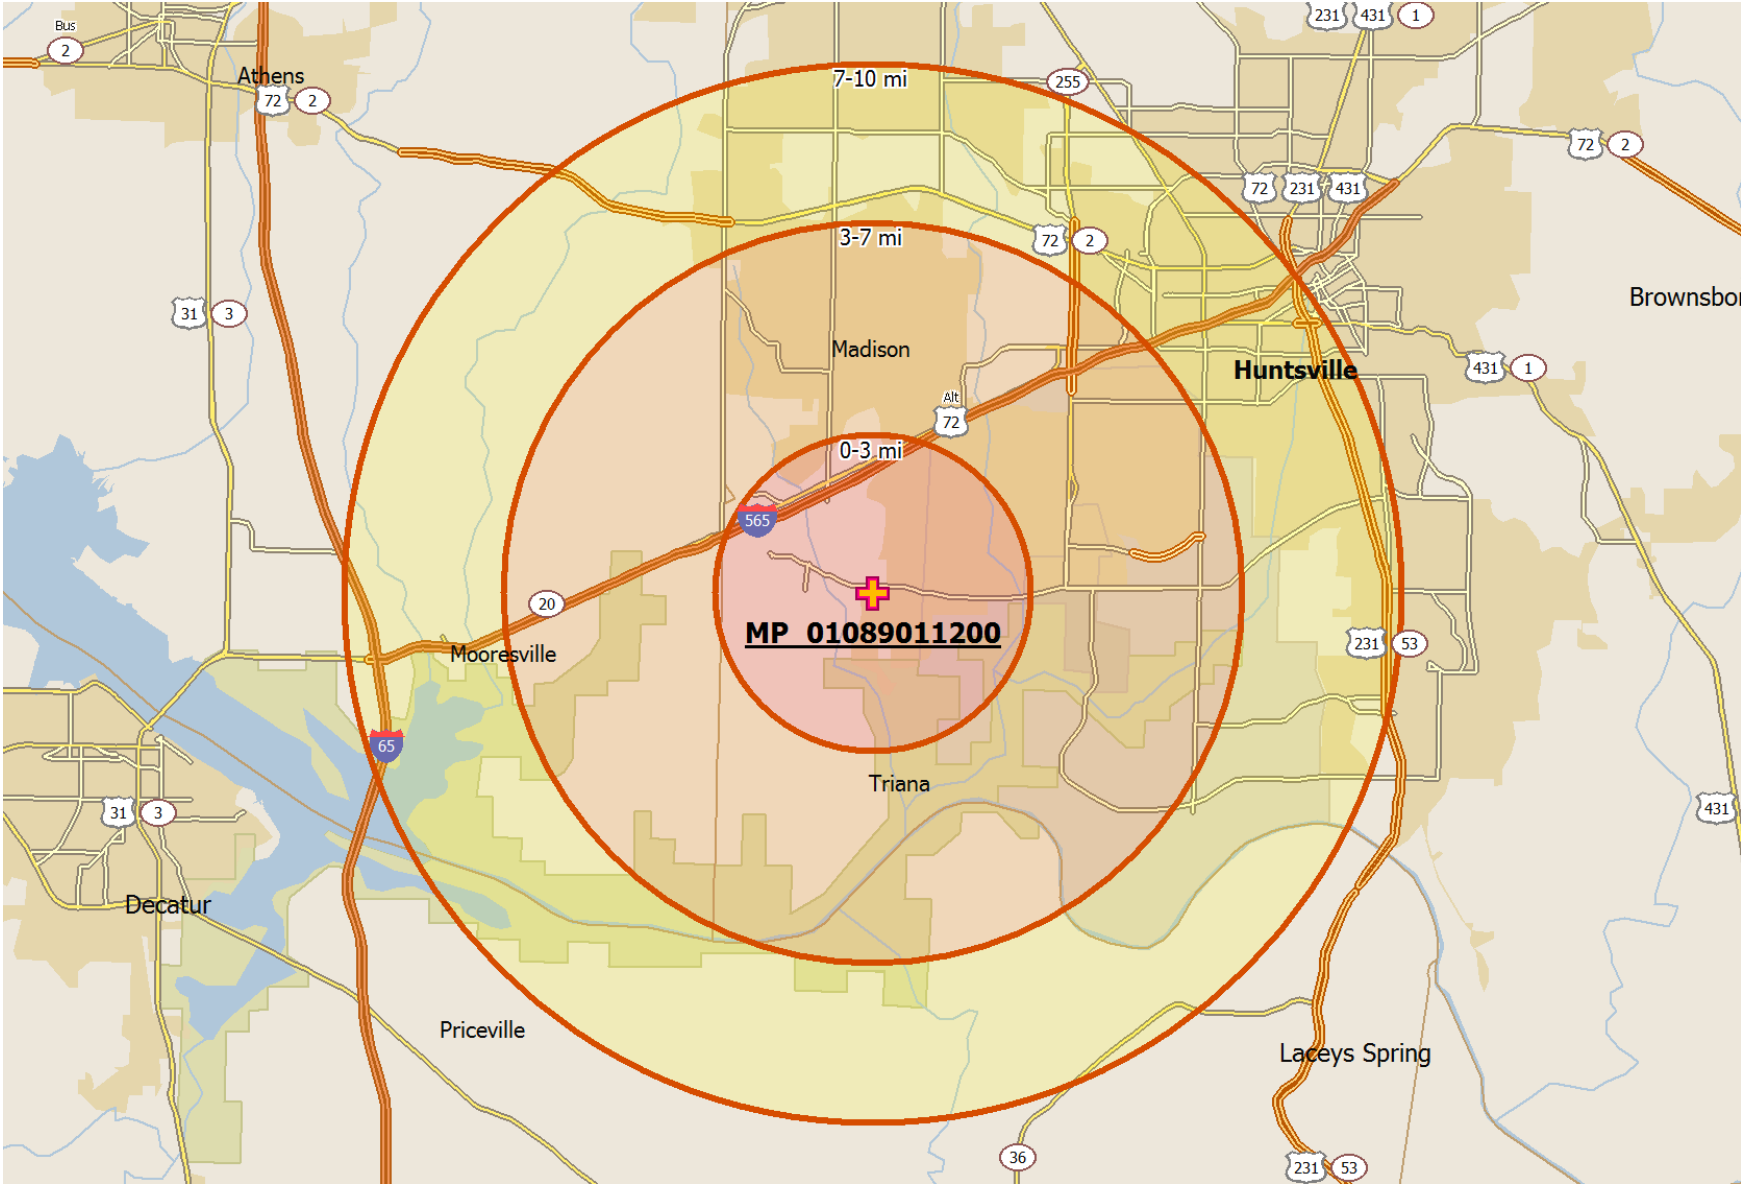 231 431 1
Bus
2
Athens
7-10 mi
255
72 2
72 2
72 231 431
3-7 mi
72 2
Brownsbor
31 3
Madison
Huntsville
431 1
Alt
72
0-3 mi
565
20
MP 01089011200
231 53
Mooresville
65
Triana
31 3
431
Decatur
Priceville
Laceys Spring
36
231 53